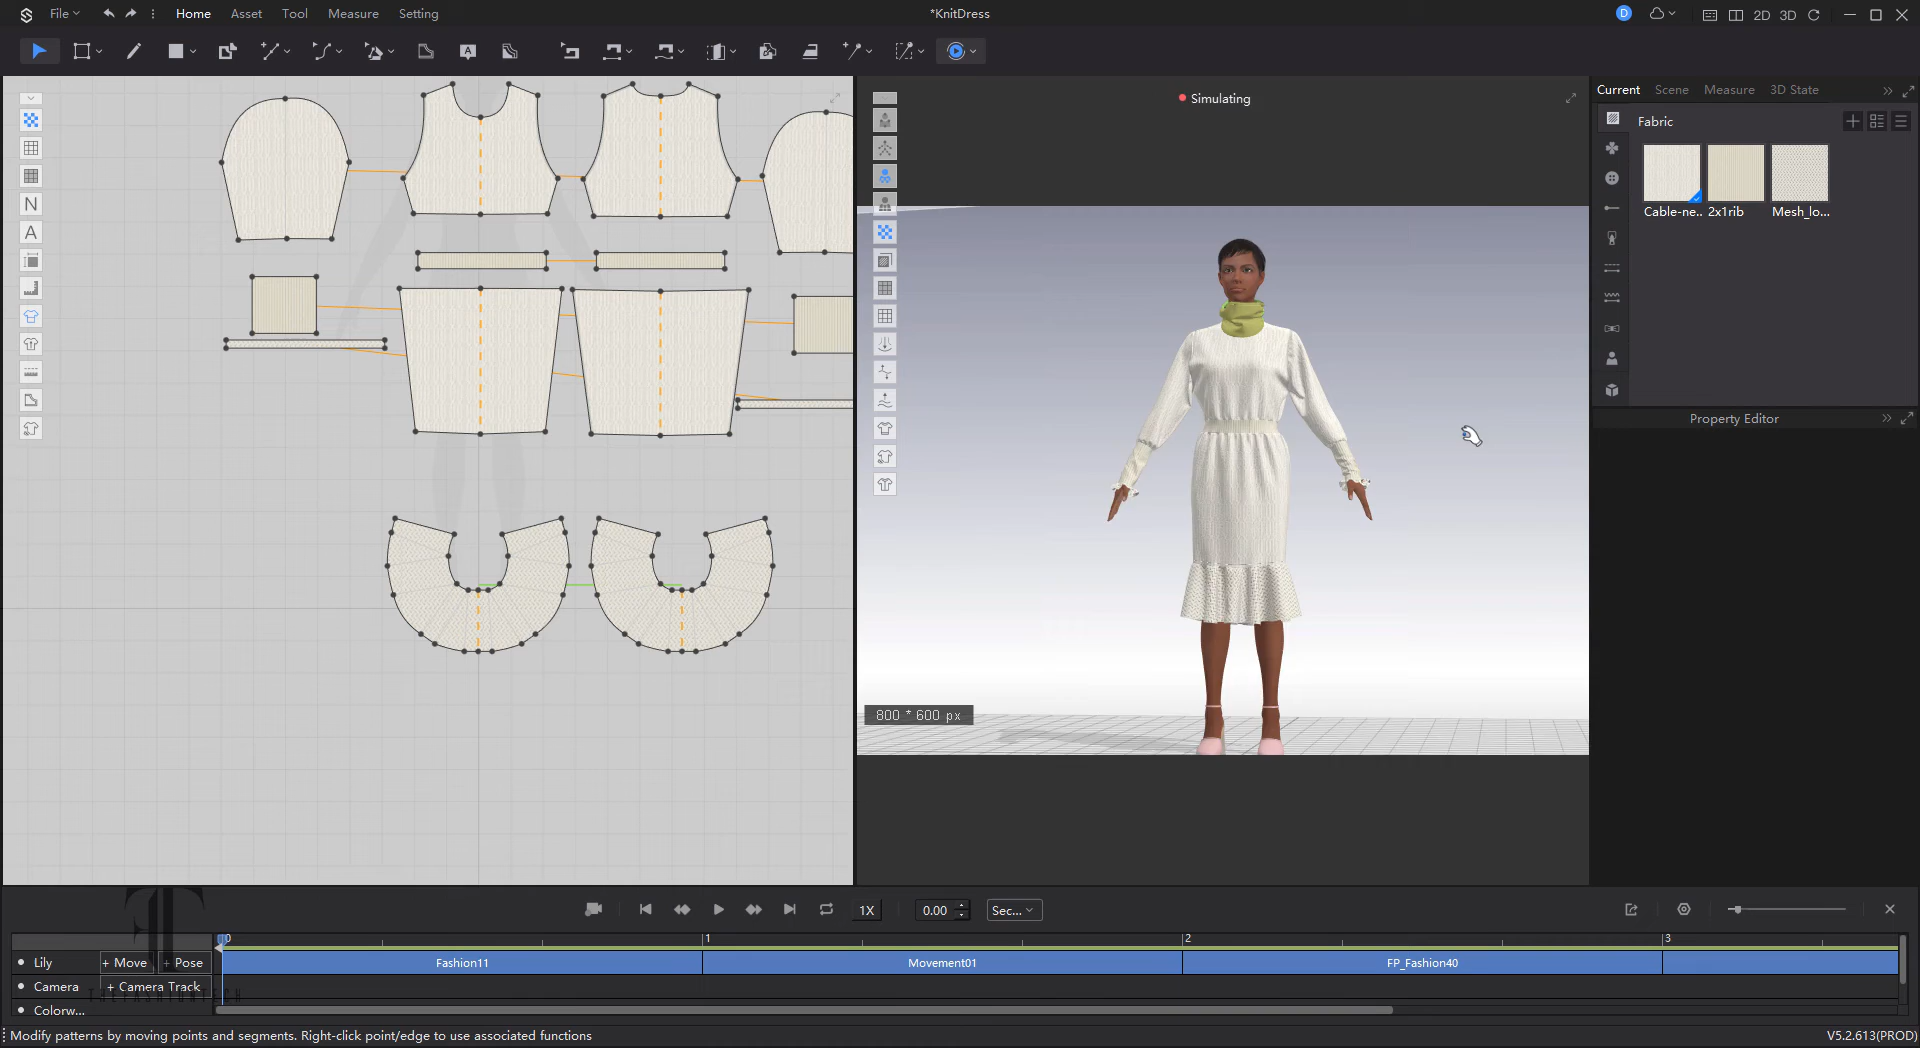 File
Home
Asset
Tool
Measure
Setting
*KnitDress
D
2D
3D
A
N
A
Simulating
Current
Scene
Measure
3D State
Fabric
Cable-ne..
2x1rib
Mesh_lo...
Property Editor
800 * 600 px
1X
0.00
Sec...
0
1
2
3
Lily
+ Move
+ Pose
Fashion11
Movement01
FP_Fashion40
Camera
+ Camera Track
THEFASHIONTECH
Colorw...
Modify patterns by moving points and segments. Right-click point/edge to use associated functions
V5.2.613(PROD)